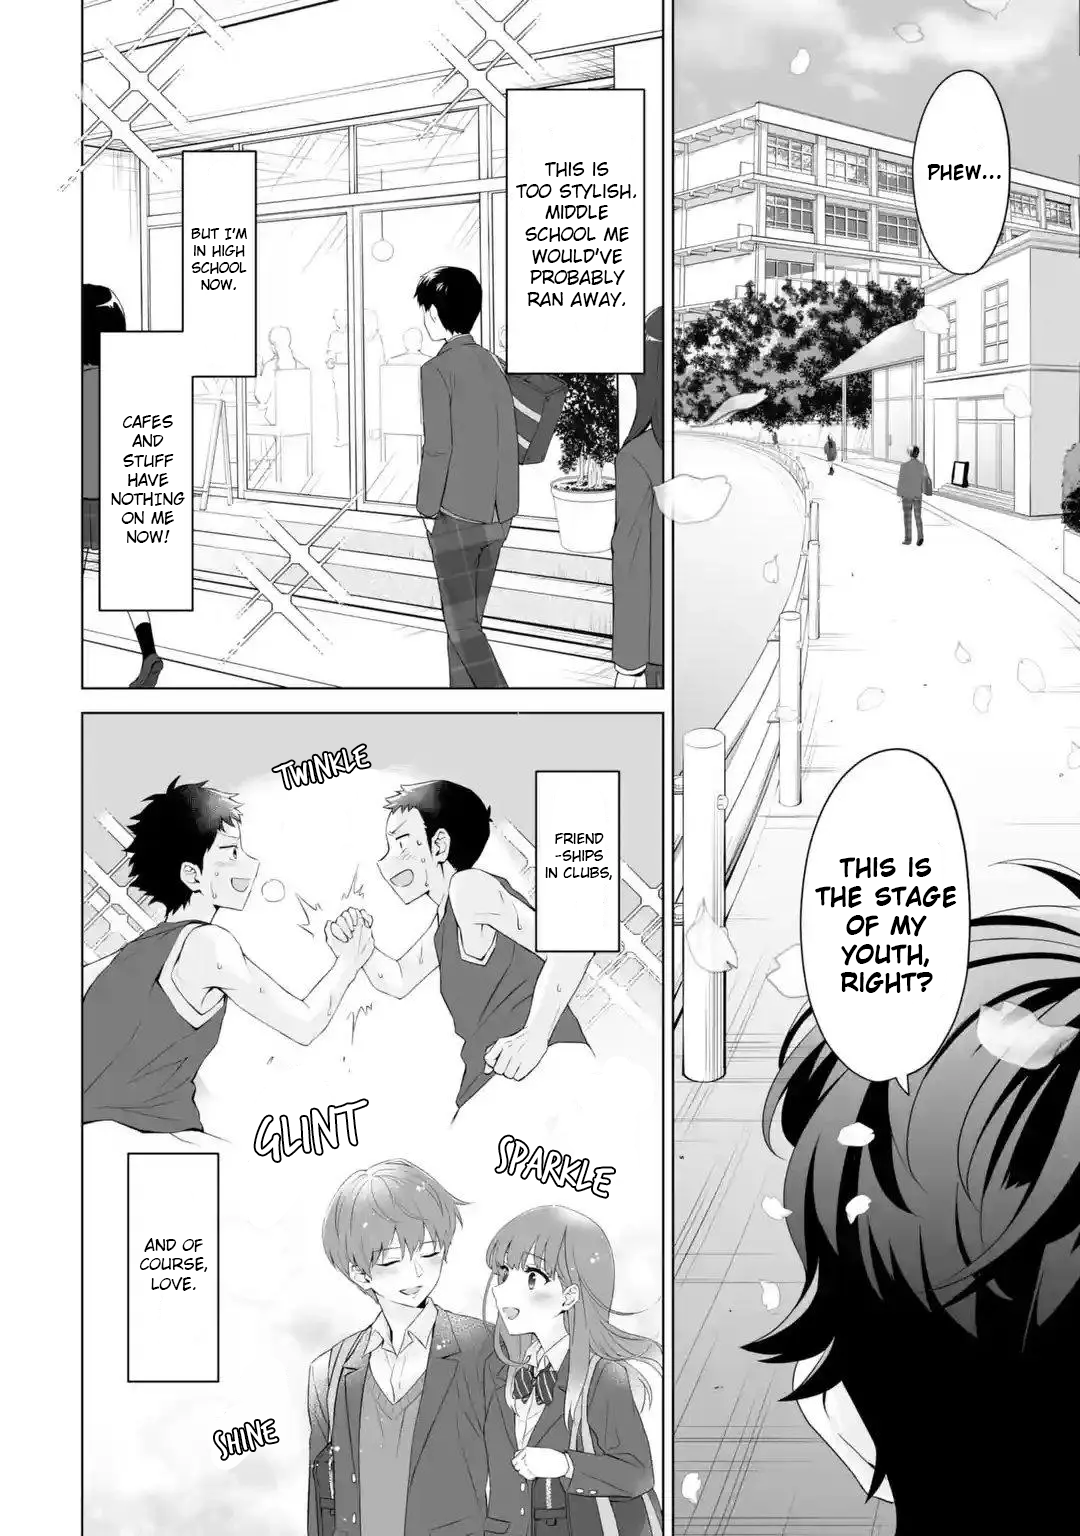 PHEW...
THIS IS
THE STAGE
OF MY
YOUTH,
RIGHT?
THIS IS
TOO STYLISH.
MIDDLE
SCHOOL ME
WOULD'VE
PROBABLY
RAN AWAY.
BUT I'M
IN HIGH
SCHOOL
NOW.
CAFES
AND
STUFF
HAVE
NOTHING
ON ME
NOW!
TWINKLE
FRIEND
-SHIPS
IN CLUBS,
GLINT
SPARKLE
AND OF
COURSE,
LOVE.
SHINE